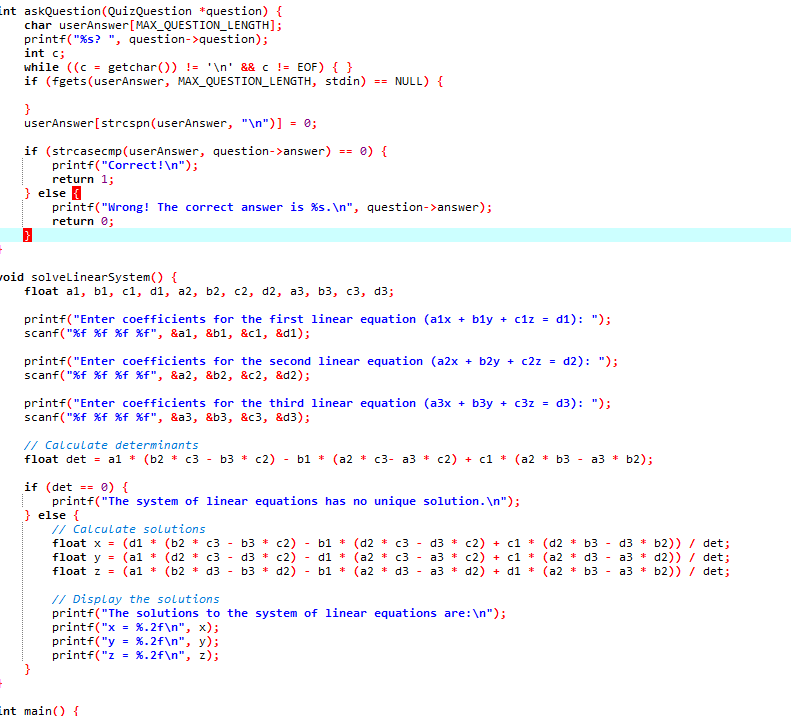 int askQuestion(QuizQuestion *question) {
char userAnswer[MAX_QUESTION_LENGTH];
printf("%s? ", question->question);
int c;
while ((c = getchar()) != '\n' && c != EOF) { }
if (fgets(userAnswer, MAX_QUESTION_LENGTH, stdin) == NULL) {
}
userAnswer[strcspn(userAnswer, "\n")] = 0;
if (strcasecmp(userAnswer, question->answer) == 0) {
printf("Correct!\n");
return 1;
} else {
printf("Wrong! The correct answer is %s.\n", question->answer);
return 0;
}
}
void solveLinearSystem() {
float a1, b1, c1, d1, a2, b2, c2, d2, a3, b3, c3, d3;
printf("Enter coefficients for the first linear equation (a1x + b1y + c1z = d1): ");
scanf("%f %f %f %f", &a1, &b1, &c1, &d1);
printf("Enter coefficients for the second linear equation (a2x + b2y + c2z = d2): ");
scanf("%f %f %f %f", &a2, &b2, &c2, &d2);
printf("Enter coefficients for the third linear equation (a3x + b3y + c3z = d3): ");
scanf("%f %f %f %f", &a3, &b3, &c3, &d3);
// Calculate determinants
float det = a1 * (b2 * c3 - b3 * c2) - b1 * (a2 * c3- a3 * c2) + c1 * (a2 * b3 - a3 * b2);
if (det == 0) {
printf("The system of linear equations has no unique solution.\n");
} else {
// Calculate solutions
float x = (d1 * (b2 * c3 - b3 * c2) - b1 * (d2 * c3 - d3 * c2) + c1 * (d2 * b3 - d3 * b2)) / det;
float y = (a1 * (d2 * c3 - d3 * c2) - d1 * (a2 * c3 - a3 * c2) + c1 * (a2 * d3 - a3 * d2)) / det;
float z = (a1 * (b2 * d3 - b3 * d2) - b1 * (a2 * d3 - a3 * d2) + d1 * (a2 * b3 - a3 * b2)) / det;
// Display the solutions
printf("The solutions to the system of linear equations are:\n");
printf("x = %.2f\n", x);
printf("y = %.2f\n", y);
printf("z = %.2f\n", z);
}
}
int main() {